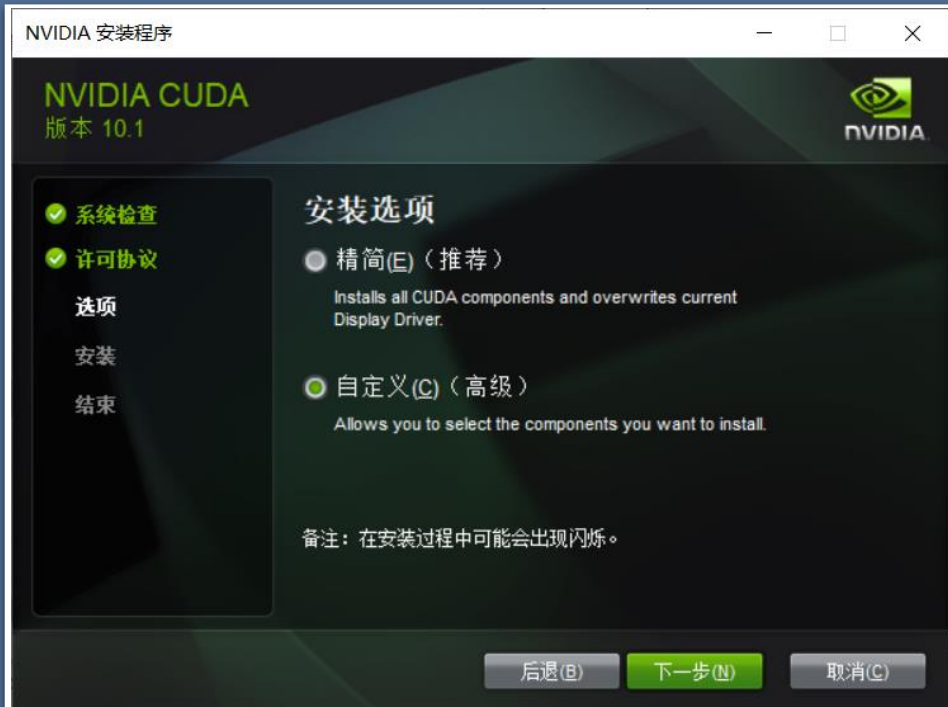 NVIDIA 安装程序
NVIDIA CUDA
版本 10.1
NVIDIA.
系统检查
许可协议
选项
安装
结束
安装选项
精简(E)（推荐）
Installs all CUDA components and overwrites current
Display Driver.
自定义(C)（高级）
Allows you to select the components you want to install.
备注：在安装过程中可能会出现闪烁。
后退(B)
下一步(N)
取消(C)